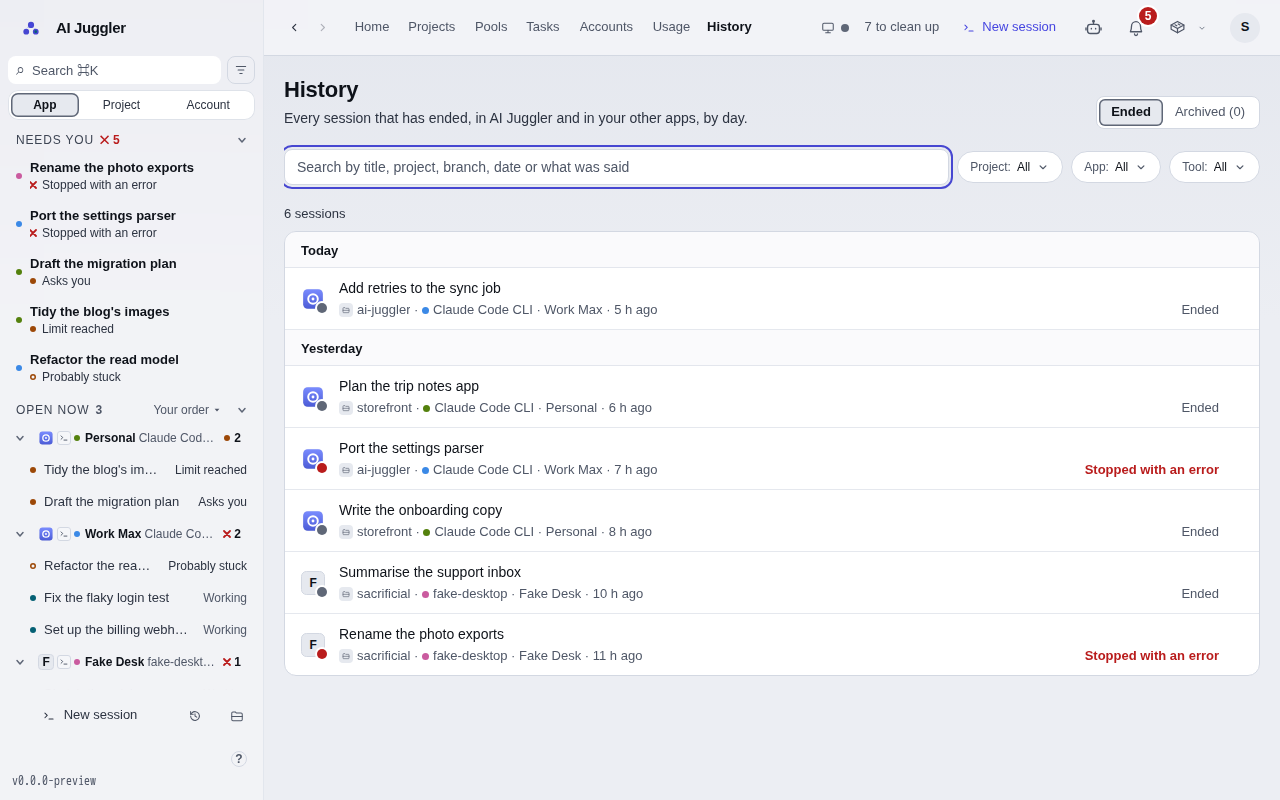 AI Juggler
Search ⌘K
App
Project
Account
NEEDS YOU 5
Rename the photo exports
Stopped with an error
Port the settings parser
Stopped with an error
Draft the migration plan
Asks you
Tidy the blog's images
Limit reached
Refactor the read model
Probably stuck
OPEN NOW 3 Your order
Personal Claude Cod… 2
Tidy the blog's im… Limit reached
Draft the migration plan Asks you
Work Max Claude Co… 2
Refactor the rea… Probably stuck
Fix the flaky login test Working
Set up the billing webh… Working
F Fake Desk fake-deskt… 1
New session
?
v0.0.0-preview
Home Projects Pools Tasks Accounts Usage History
7 to clean up
New session
5
S
History
Every session that has ended, in AI Juggler and in your other apps, by day.
Ended Archived (0)
Search by title, project, branch, date or what was said
Project: All
App: All
Tool: All
6 sessions
Today
Add retries to the sync job
ai-juggler · Claude Code CLI · Work Max · 5 h ago Ended
Yesterday
Plan the trip notes app
storefront · Claude Code CLI · Personal · 6 h ago Ended
Port the settings parser
ai-juggler · Claude Code CLI · Work Max · 7 h ago Stopped with an error
Write the onboarding copy
storefront · Claude Code CLI · Personal · 8 h ago Ended
F
Summarise the support inbox
sacrificial · fake-desktop · Fake Desk · 10 h ago Ended
F
Rename the photo exports
sacrificial · fake-desktop · Fake Desk · 11 h ago Stopped with an error